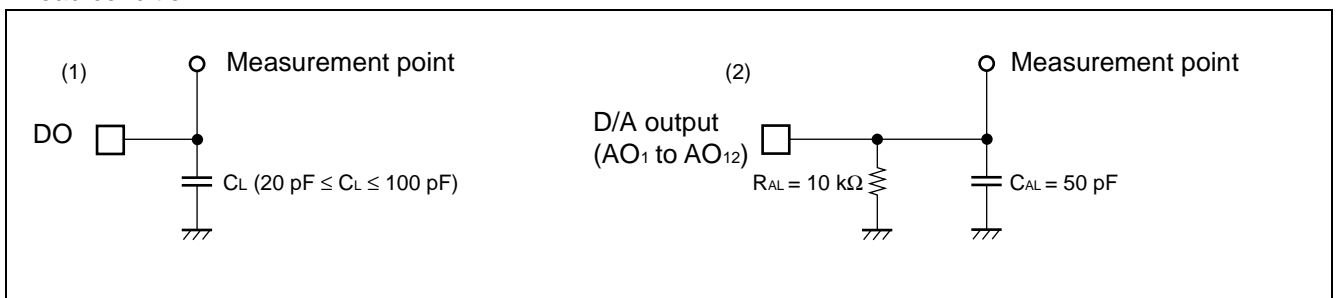 (1)
Measurement point
DO
CL (20 pF ≤ CL ≤ 100 pF)
(2)
Measurement point
D/A output
(AO1 to AO12)
RAL = 10 kΩ
CAL = 50 pF